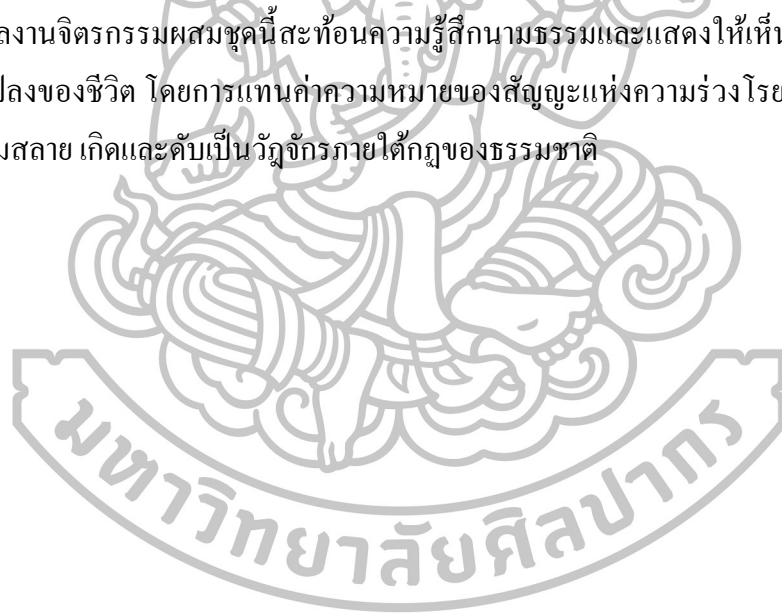 ลงานจิตรกรรมผสมชุดนี้สะท้อนความรู้สึกนามธรรมและแสดงให้เห็น
ปลงของชีวิต โดยการแทนค่าความหมายของสัญญะแห่งความร่วงโรย
มสลาย เกิดและดับเป็นวัฏจักรภายใต้กฎของธรรมชาติ
มหาวิทยาลัยศิลปากร